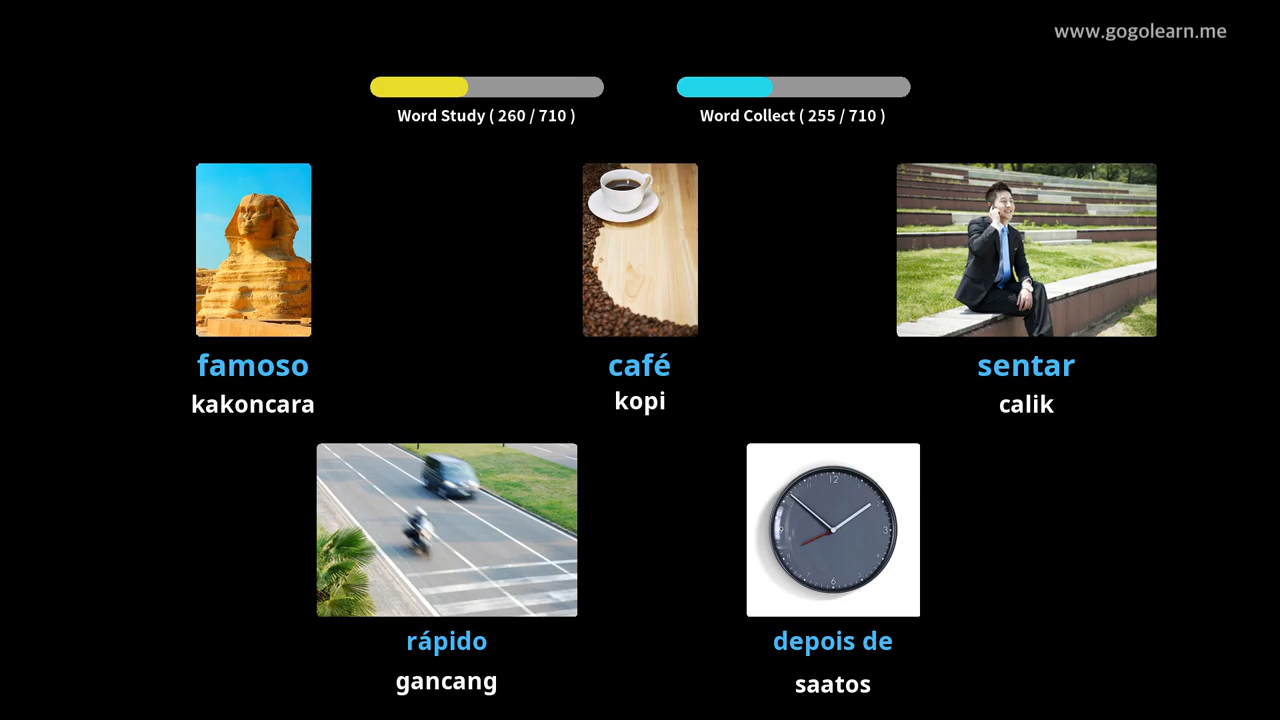 www.gogolearn.me
Word Study ( 260 / 710 )
Word Collect ( 255 / 710 )
famoso
kakoncara
café
kopi
sentar
calik
rápido
gancang
depois de
saatos